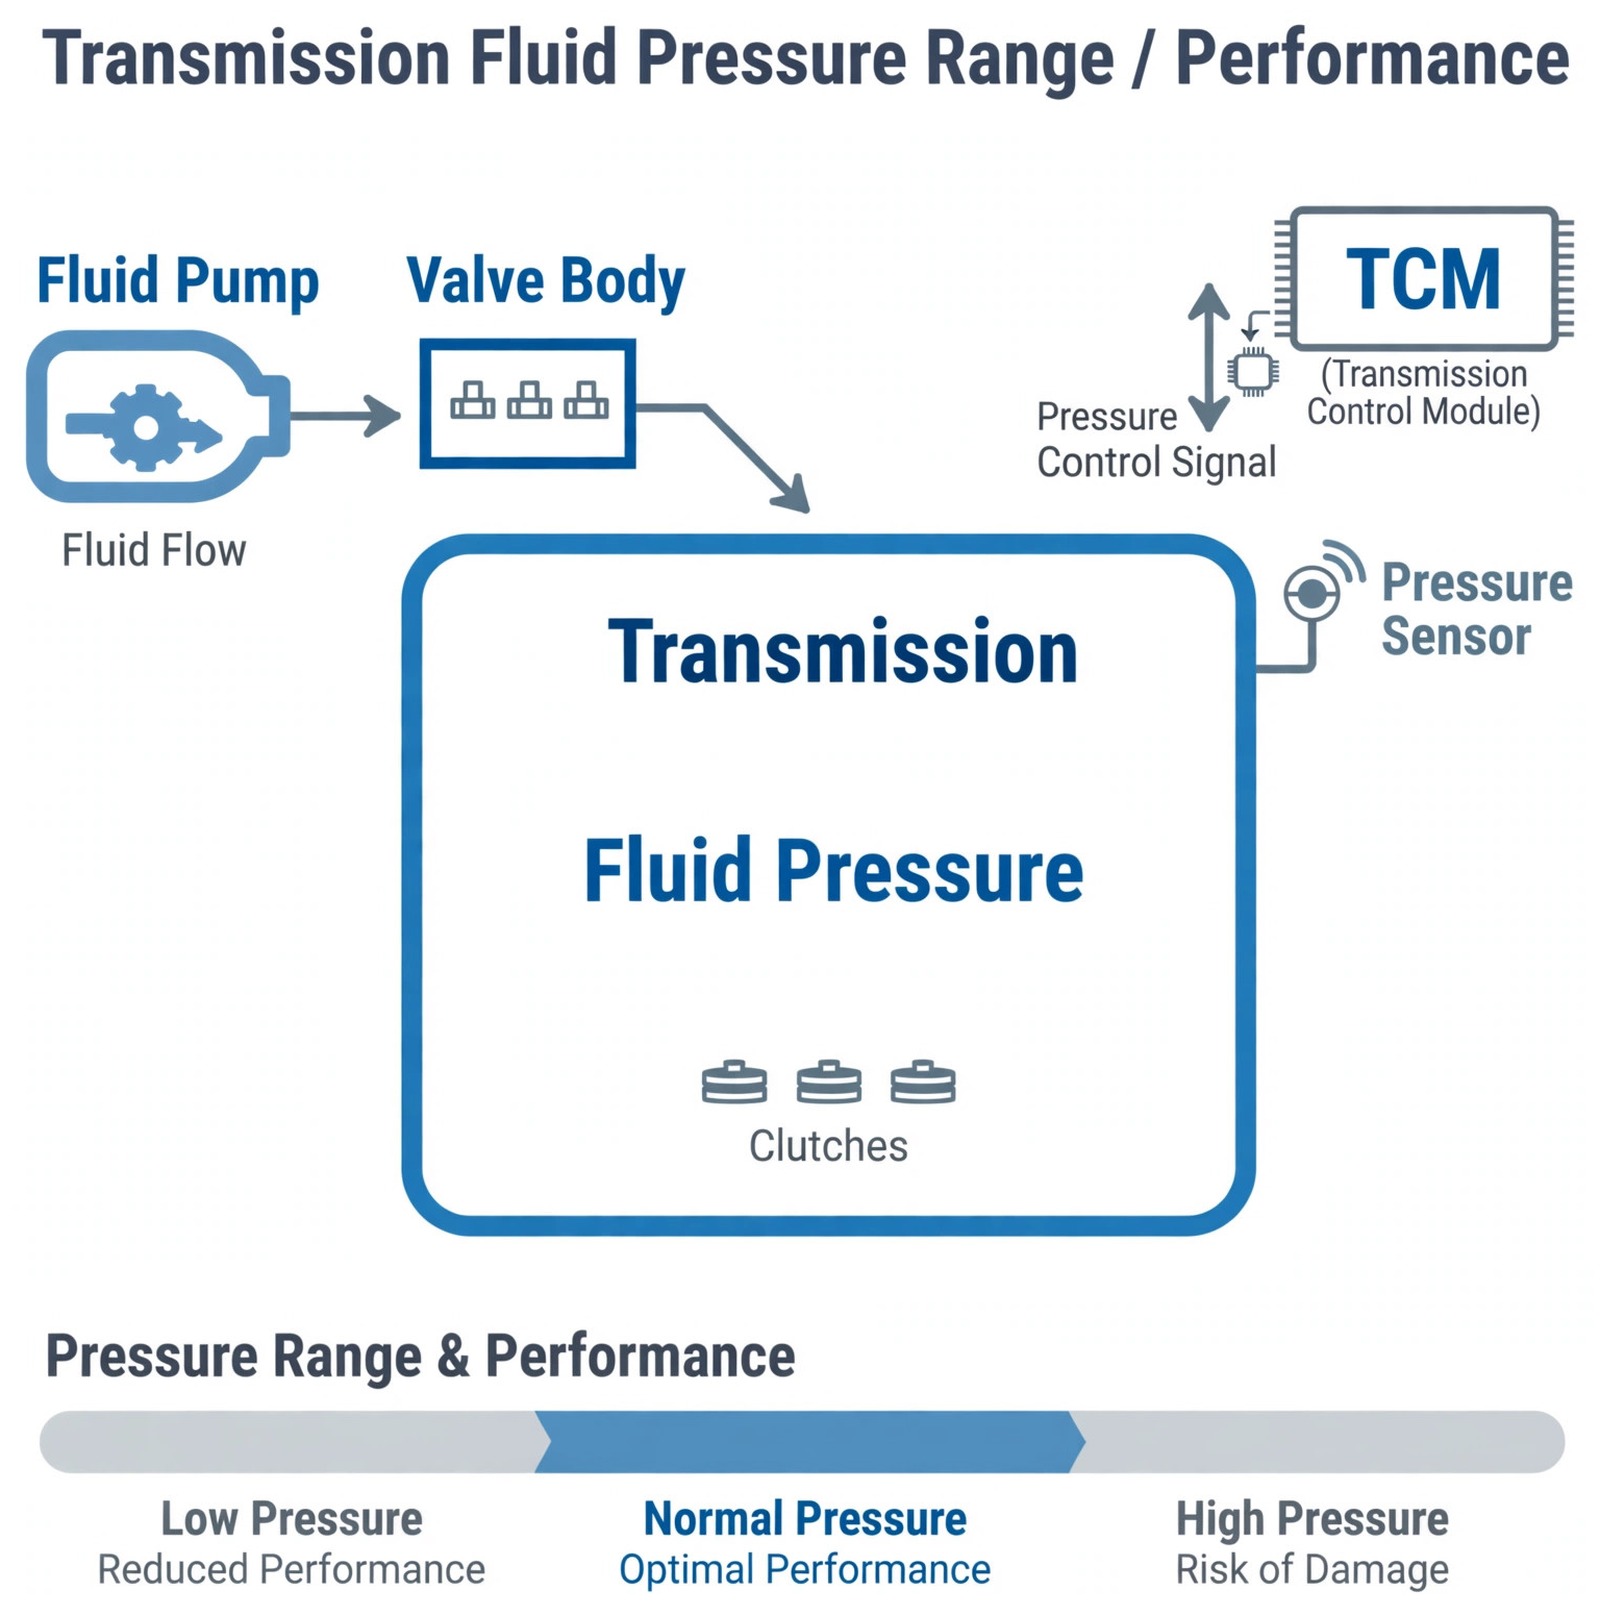 Transmission Fluid Pressure Range / Performance
Fluid Pump
Valve Body
TCM
(Transmission
Control Module)
Pressure
Control Signal
Fluid Flow
Pressure
Sensor
Transmission
Fluid Pressure
Clutches
Pressure Range & Performance
Low Pressure
Reduced Performance
Normal Pressure
Optimal Performance
High Pressure
Risk of Damage